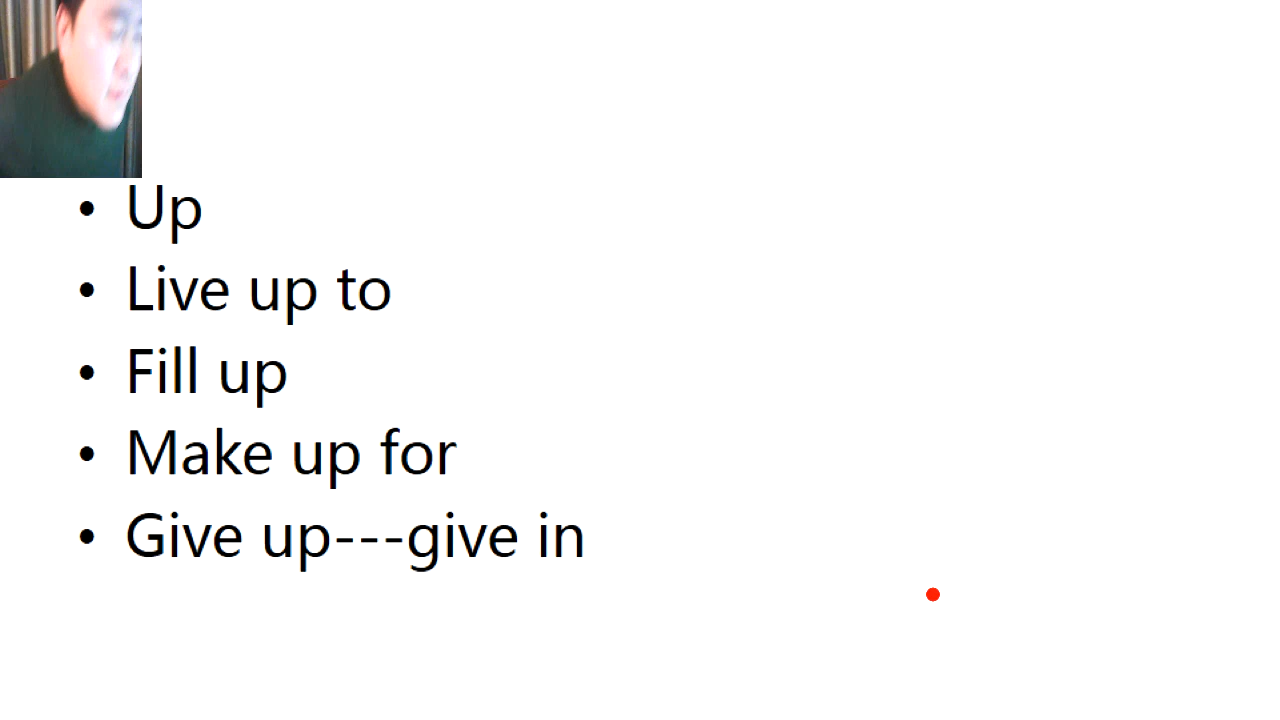 • Up
• Live up to
• Fill up
• Make up for
• Give up---give in